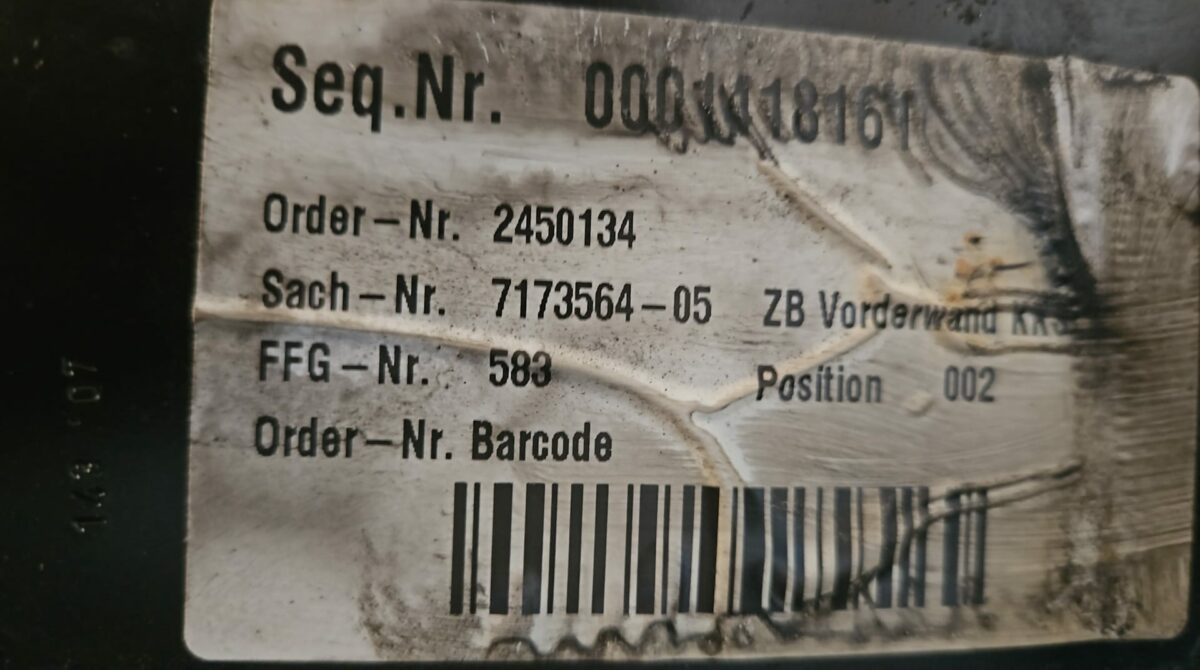 Seq.Nr. 0001118161
Order-Nr. 2450134
Sach-Nr. 7173564-05 ZB Vorderwand
FFG-Nr. 583 Position 002
Order-Nr. Barcode